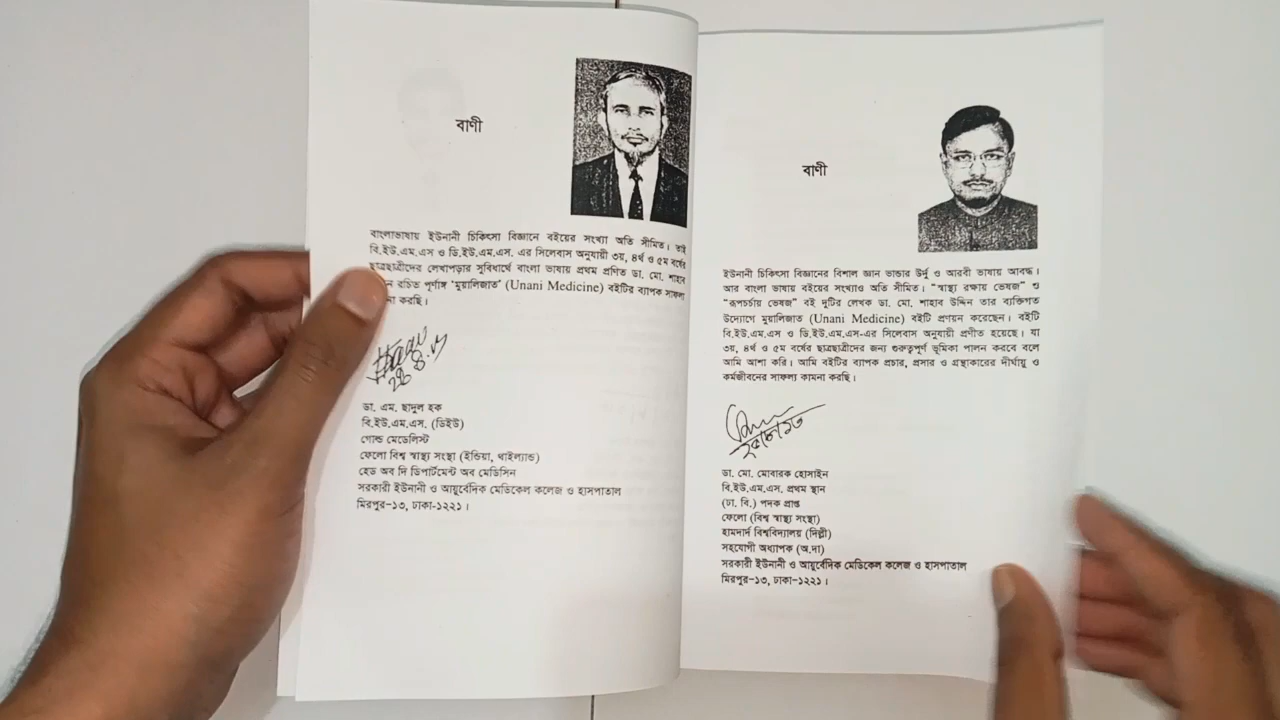 বাণী
বাংলাভাষায় ইউনানী চিকিৎসা বিজ্ঞানে বইয়ের সংখ্যা অতি সীমিত। তাই
বি.ইউ.এম.এস ও ডি.ইউ.এম.এস. এর সিলেবাস অনুযায়ী ৩য়, ৪র্থ ও ৫ম বর্ষের
ছাত্রছাত্রীদের লেখাপড়ার সুবিধার্থে বাংলা ভাষায় প্রথম প্রণিত ডা. মো. শাহাব
রচিত পূর্ণাঙ্গ ‘মুয়ালিজাত’ (Unani Medicine) বইটির ব্যাপক সাফল্য
করছি।
ডা. এম. ছাদুল হক
বি.ইউ.এম.এস. (ডিইউ)
গোল্ড মেডেলিস্ট
ফেলো বিশ্ব স্বাস্থ্য সংস্থা (ইন্ডিয়া, থাইল্যান্ড)
হেড অব দি ডিপার্টমেন্ট অব মেডিসিন
সরকারী ইউনানী ও আয়ুর্বেদিক মেডিকেল কলেজ ও হাসপাতাল
মিরপুর-১৩, ঢাকা-১২২১।
বাণী
ইউনানী চিকিৎসা বিজ্ঞানের বিশাল জ্ঞান ভান্ডার উর্দু ও আরবী ভাষায় আবদ্ধ।
আর বাংলা ভাষায় বইয়ের সংখ্যাও অতি সীমিত। “স্বাস্থ্য রক্ষায় ভেষজ” ও
“রূপচর্চায় ভেষজ” বই দুটির লেখক ডা. মো. শাহাব উদ্দিন তার ব্যক্তিগত
উদ্যোগে মুয়ালিজাত (Unani Medicine) বইটি প্রণয়ন করেছেন। বইটি
বি.ইউ.এম.এস ও ডি.ইউ.এম.এস-এর সিলেবাস অনুযায়ী প্রণীত হয়েছে। যা
৩য়, ৪র্থ ও ৫ম বর্ষের ছাত্রছাত্রীদের জন্য গুরুত্বপূর্ণ ভূমিকা পালন করবে বলে
আমি আশা করি। আমি বইটির ব্যাপক প্রচার, প্রসার ও গ্রন্থাকারের দীর্ঘায়ু ও
কর্মজীবনের সাফল্য কামনা করছি।
ডা. মো. মোবারক হোসাইন
বি.ইউ.এম.এস. প্রথম স্থান
(ঢা. বি.) পদক প্রাপ্ত
ফেলো (বিশ্ব স্বাস্থ্য সংস্থা)
হামদার্দ বিশ্ববিদ্যালয় (দিল্লী)
সহযোগী অধ্যাপক (অ.দা)
সরকারী ইউনানী ও আয়ুর্বেদিক মেডিকেল কলেজ ও হাসপাতাল
মিরপুর-১৩, ঢাকা-১২২১।